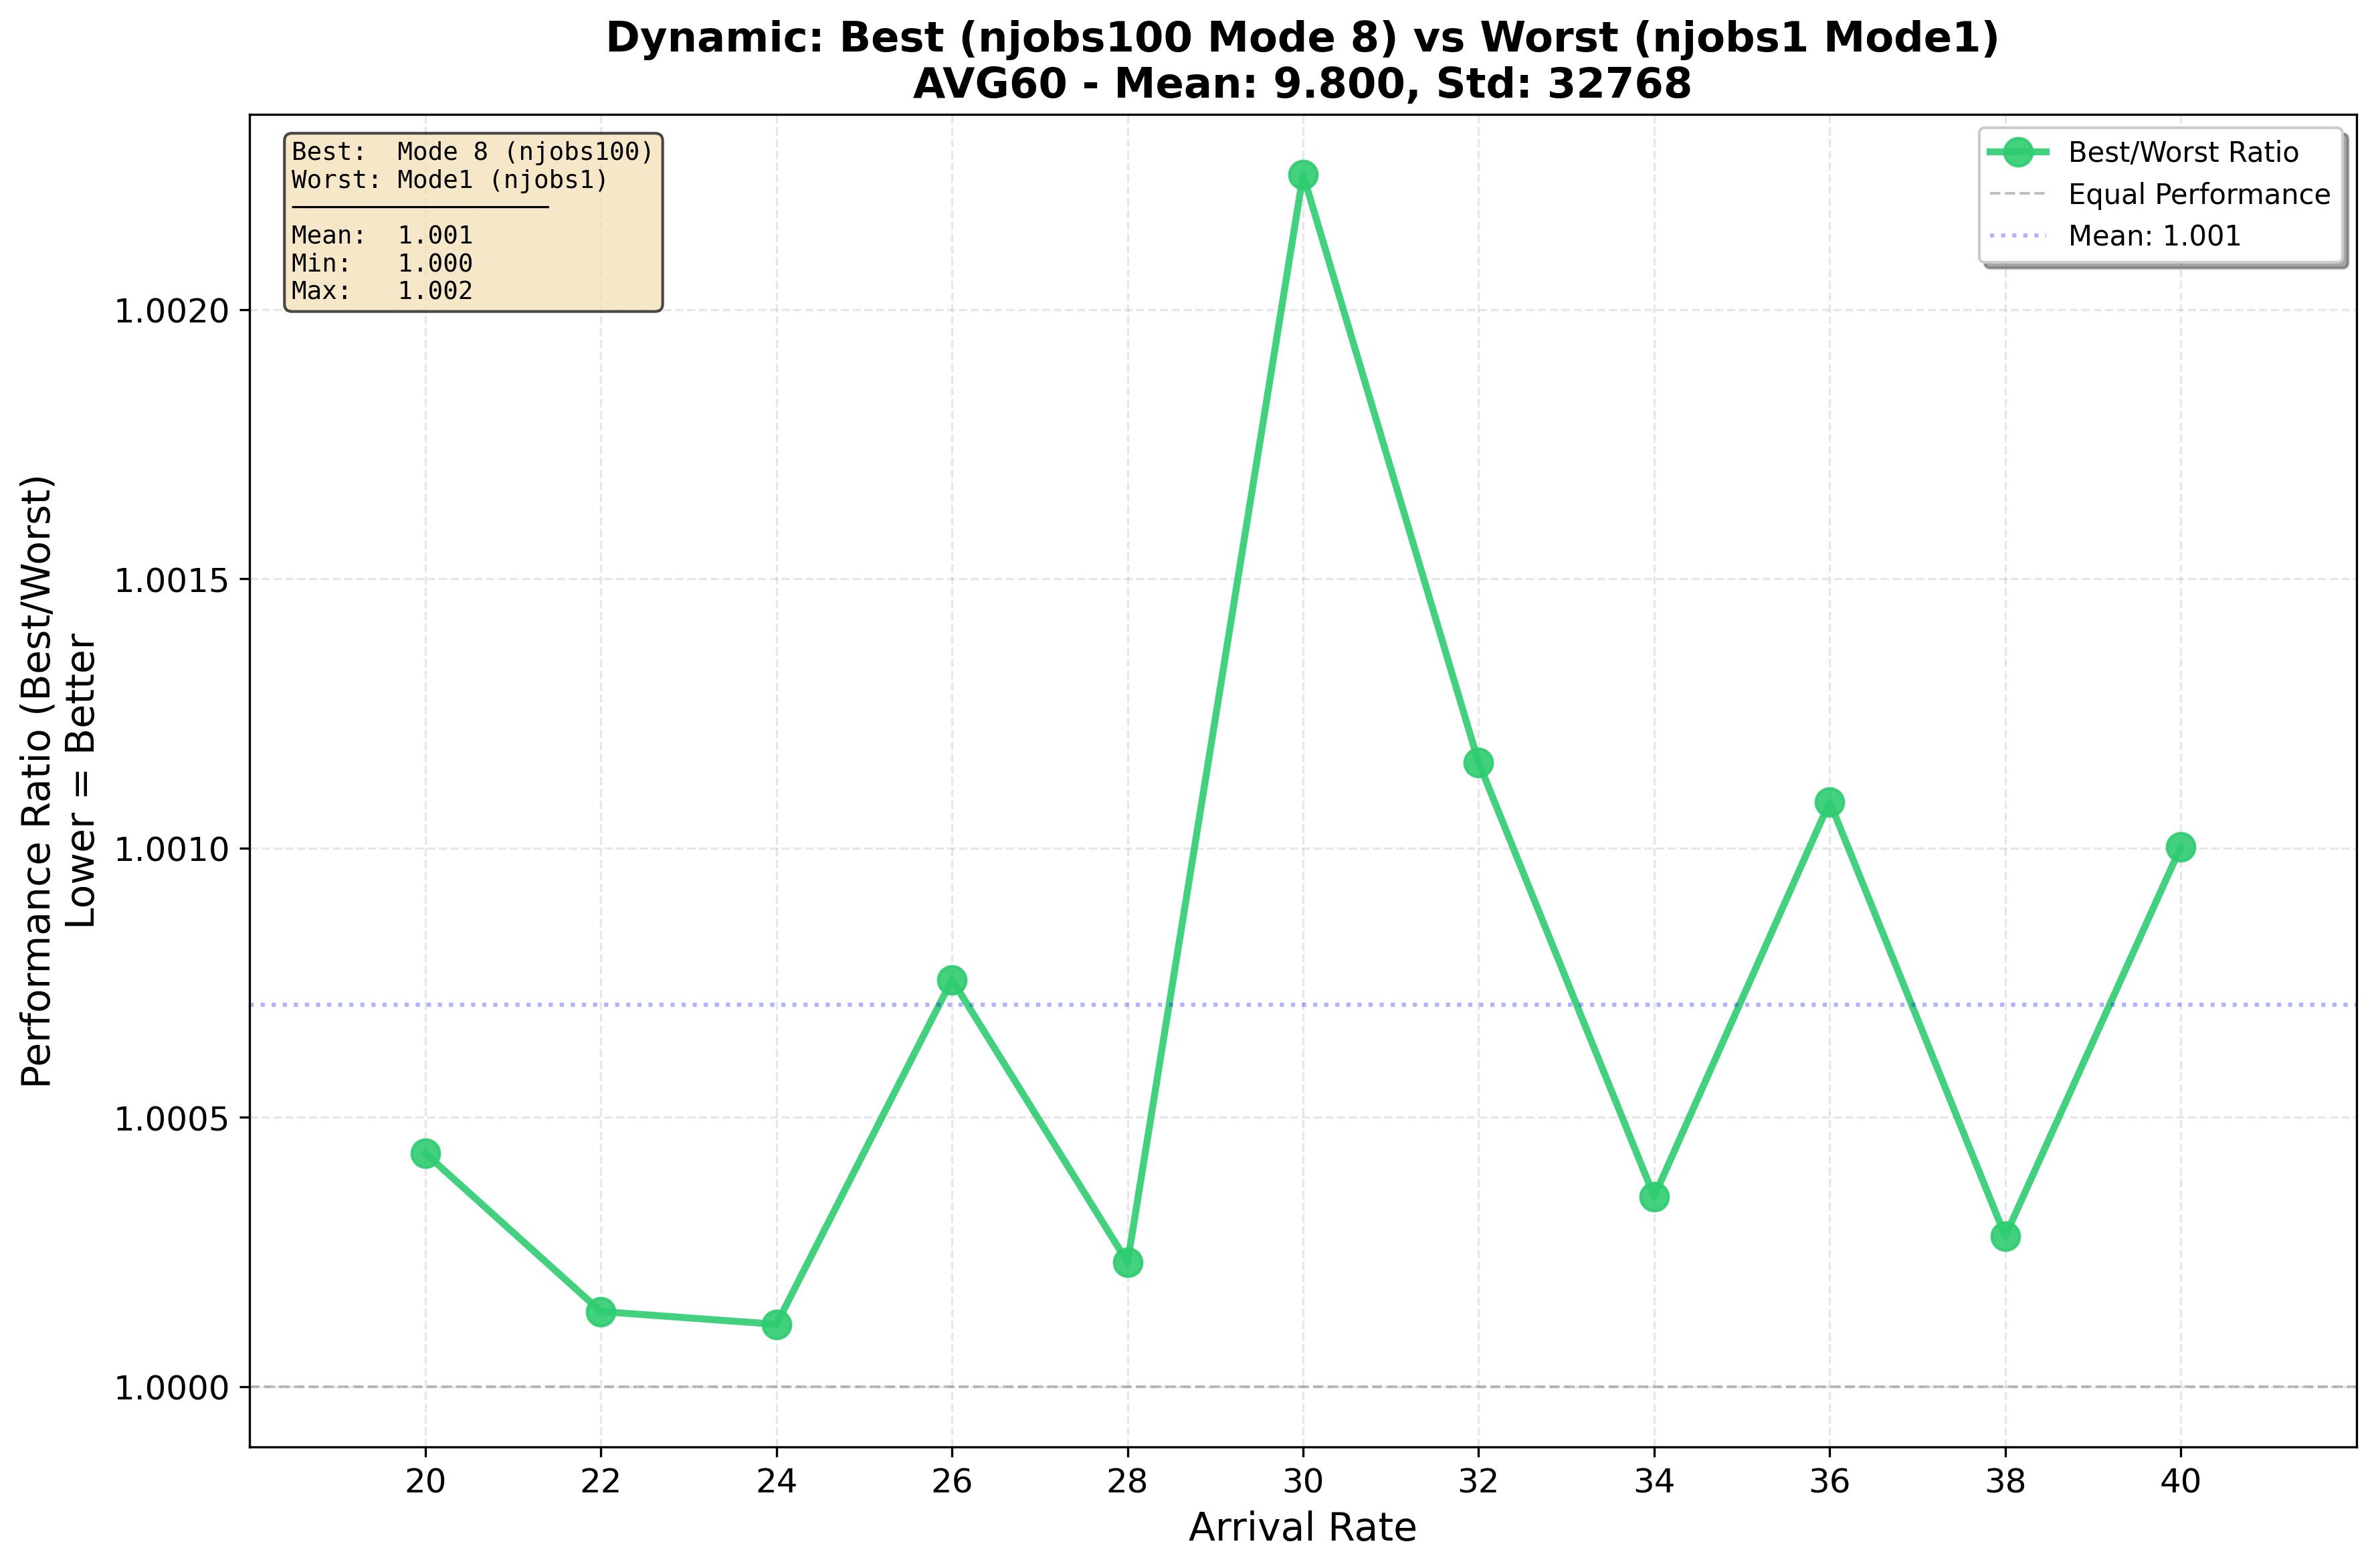 Dynamic: Best (njobs100 Mode 8) vs Worst (njobs1 Mode1)
AVG60 - Mean: 9.800, Std: 32768
Best:  Mode 8 (njobs100)
Worst: Mode1 (njobs1)
Mean:  1.001
Min:   1.000
Max:   1.002
Best/Worst Ratio
Equal Performance
Mean: 1.001
Performance Ratio (Best/Worst)
Lower = Better
1.0020
1.0015
1.0010
1.0005
1.0000
20 22 24 26 28 30 32 34 36 38 40
Arrival Rate